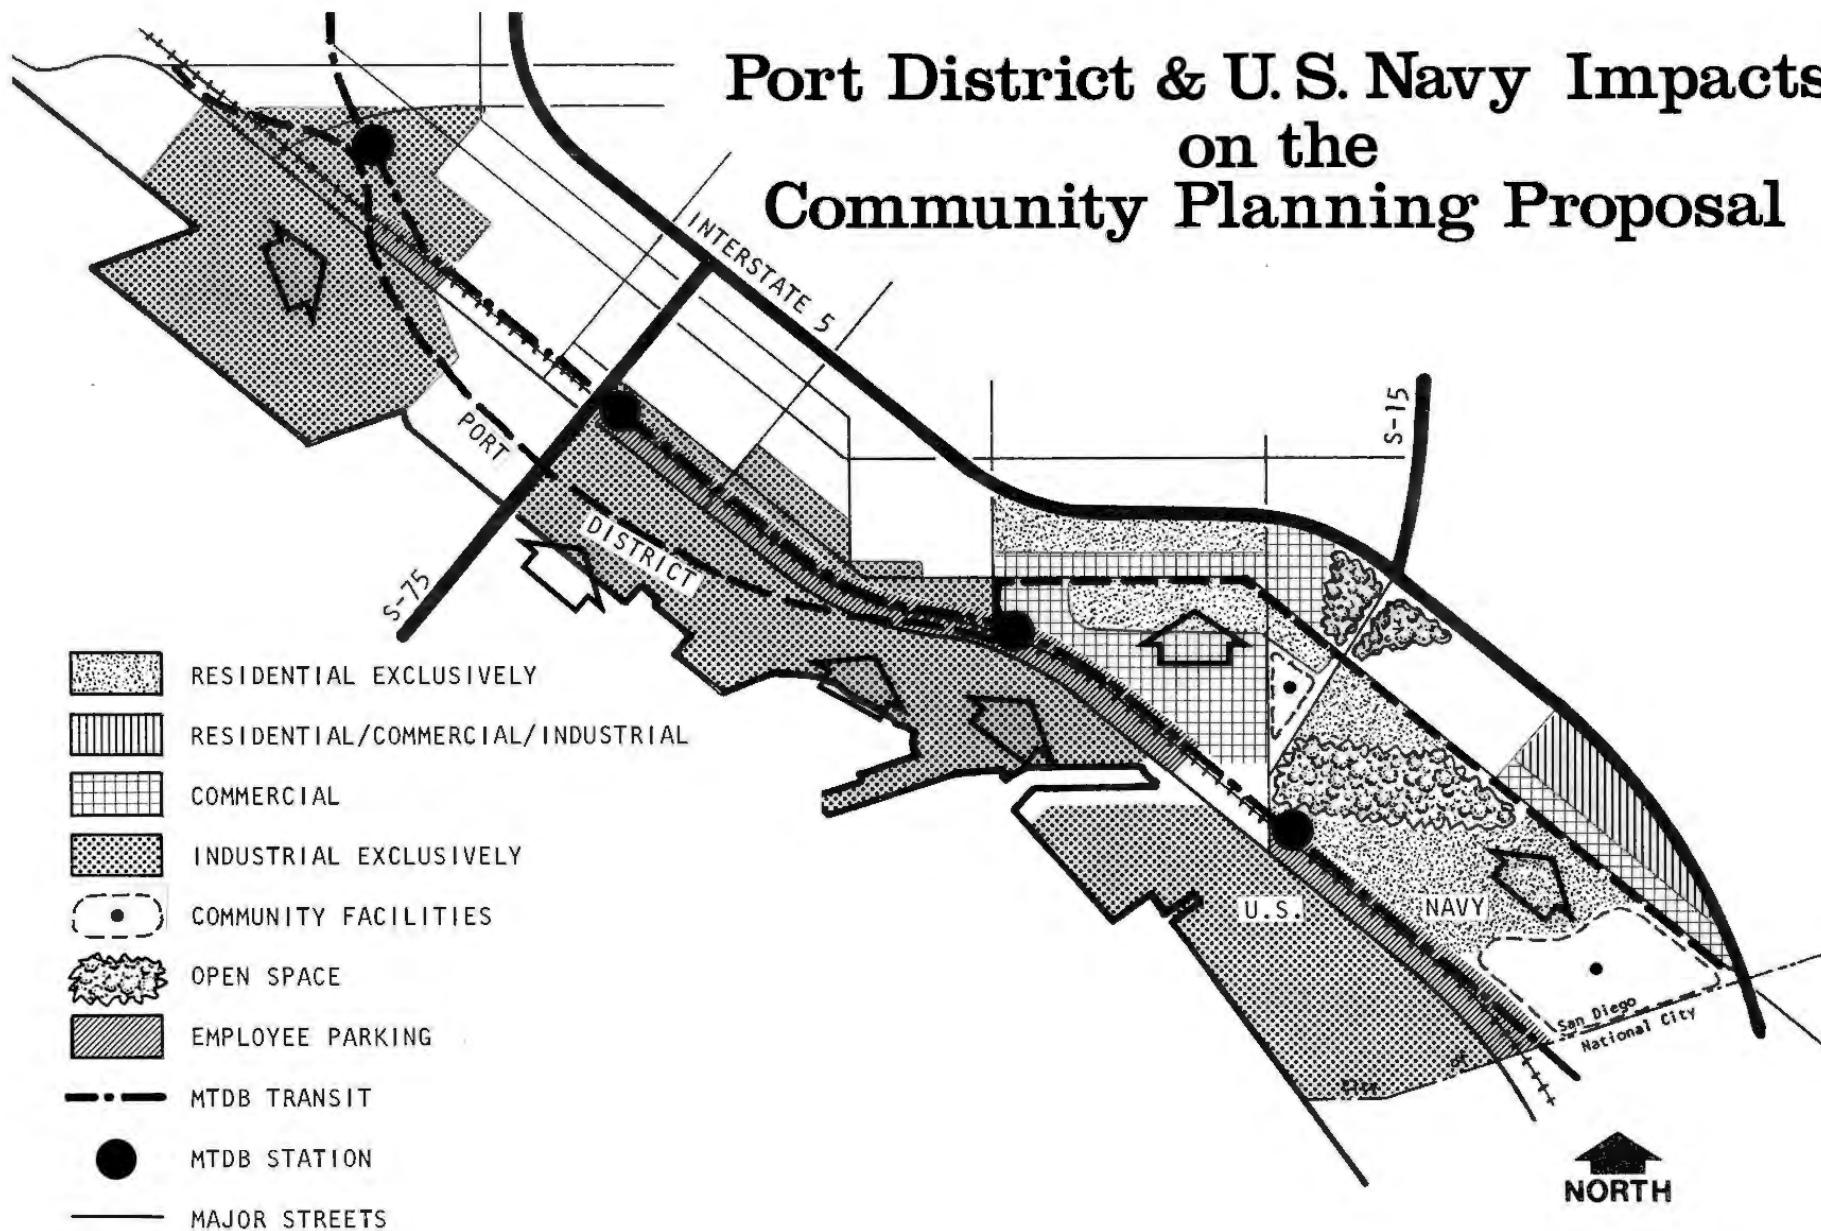 Port District & U.S. Navy Impacts
on the
Community Planning Proposal
INTERSTATE 5
S-15
PORT
DISTRICT
S-75
U.S.
NAVY
San Diego
National City
of
RESIDENTIAL EXCLUSIVELY
RESIDENTIAL/COMMERCIAL/INDUSTRIAL
COMMERCIAL
INDUSTRIAL EXCLUSIVELY
COMMUNITY FACILITIES
OPEN SPACE
EMPLOYEE PARKING
MTDB TRANSIT
MTDB STATION
MAJOR STREETS
NORTH